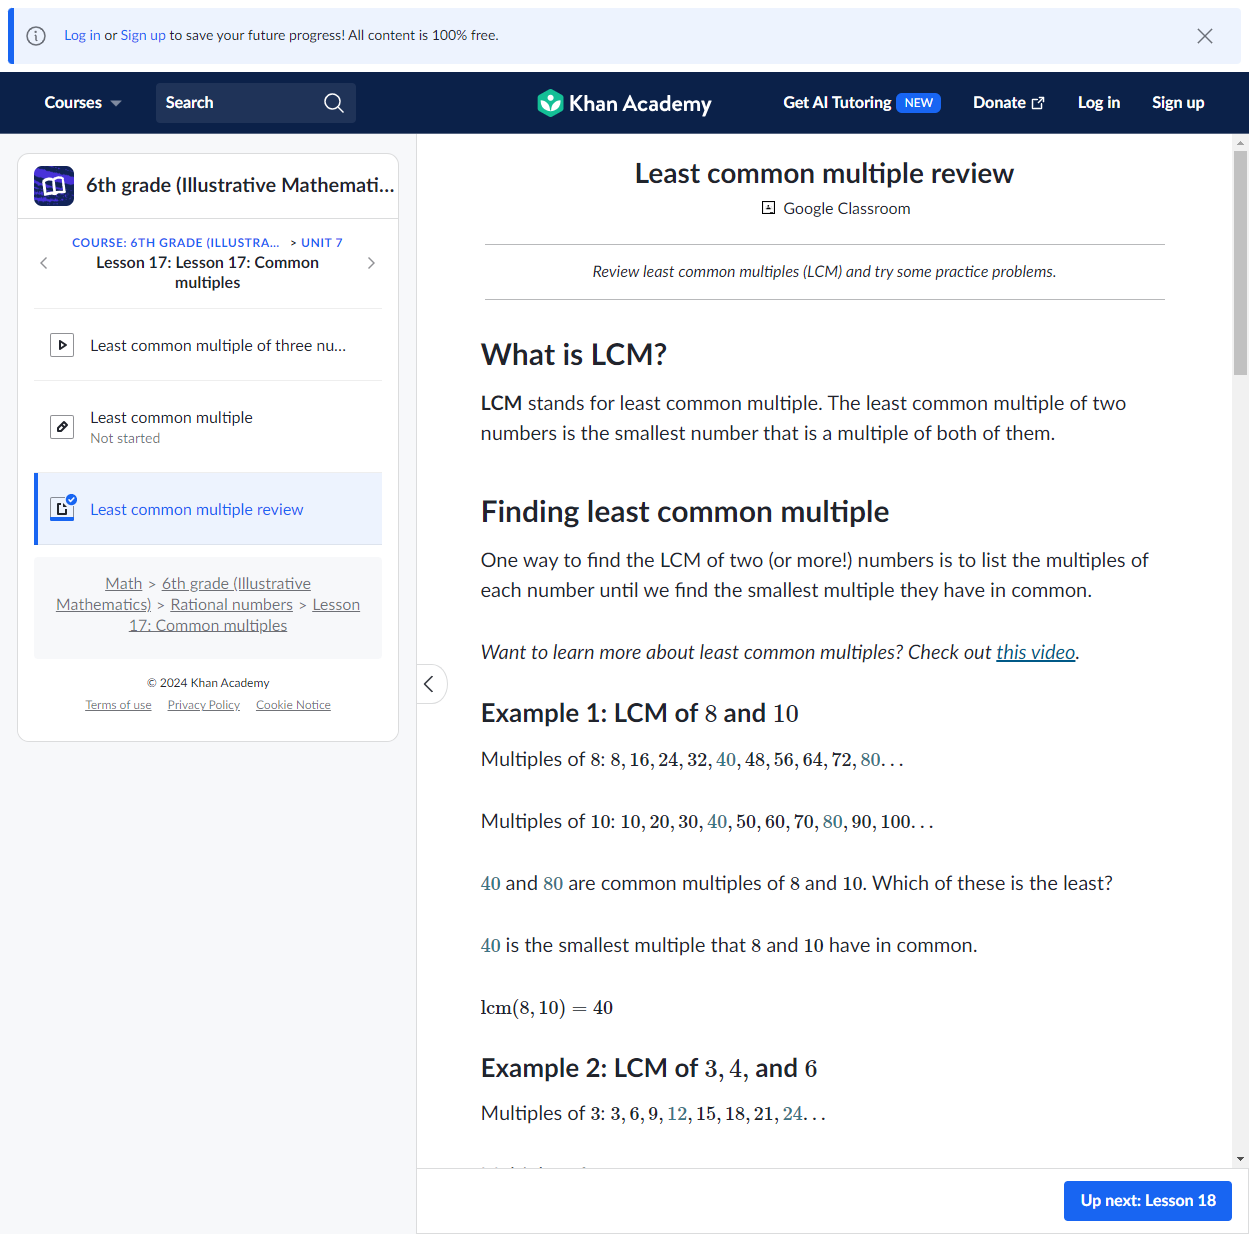 Log in or Sign up to save your future progress! All content is 100% free.
Courses
Search
Khan Academy
Get AI Tutoring NEW
Donate
Log in
Sign up
6th grade (Illustrative Mathemati...
COURSE: 6TH GRADE (ILLUSTRA... > UNIT 7
Lesson 17: Lesson 17: Common
multiples
Least common multiple of three nu...
Least common multiple
Not started
Least common multiple review
Math > 6th grade (Illustrative
Mathematics) > Rational numbers > Lesson
17: Common multiples
© 2024 Khan Academy
Terms of use Privacy Policy Cookie Notice
Least common multiple review
Google Classroom
Review least common multiples (LCM) and try some practice problems.
What is LCM?
LCM stands for least common multiple. The least common multiple of two
numbers is the smallest number that is a multiple of both of them.
Finding least common multiple
One way to find the LCM of two (or more!) numbers is to list the multiples of
each number until we find the smallest multiple they have in common.
Want to learn more about least common multiples? Check out this video.
Example 1: LCM of 8 and 10
Multiples of 8: 8, 16, 24, 32, 40, 48, 56, 64, 72, 80...
Multiples of 10: 10, 20, 30, 40, 50, 60, 70, 80, 90, 100...
40 and 80 are common multiples of 8 and 10. Which of these is the least?
40 is the smallest multiple that 8 and 10 have in common.
lcm(8, 10) = 40
Example 2: LCM of 3, 4, and 6
Multiples of 3: 3, 6, 9, 12, 15, 18, 21, 24...
Up next: Lesson 18